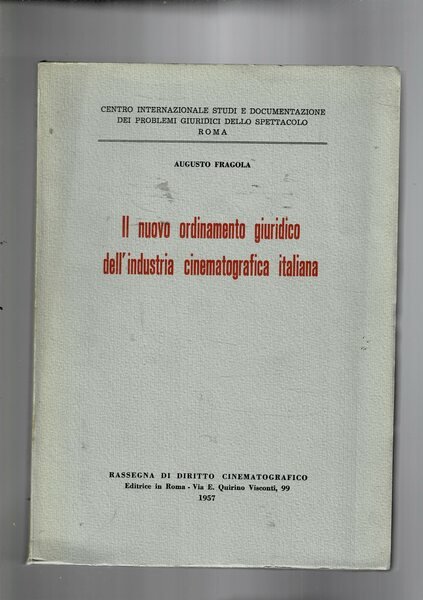 CENTRO INTERNAZIONALE STUDI E DOCUMENTAZIONE
DEI PROBLEMI GIURIDICI DELLO SPETTACOLO
ROMA
AUGUSTO FRAGOLA
Il nuovo ordinamento giuridico
dell'industria cinematografica italiana
RASSEGNA DI DIRITTO CINEMATOGRAFICO
Editrice in Roma - Via E. Quirino Visconti, 99
1957